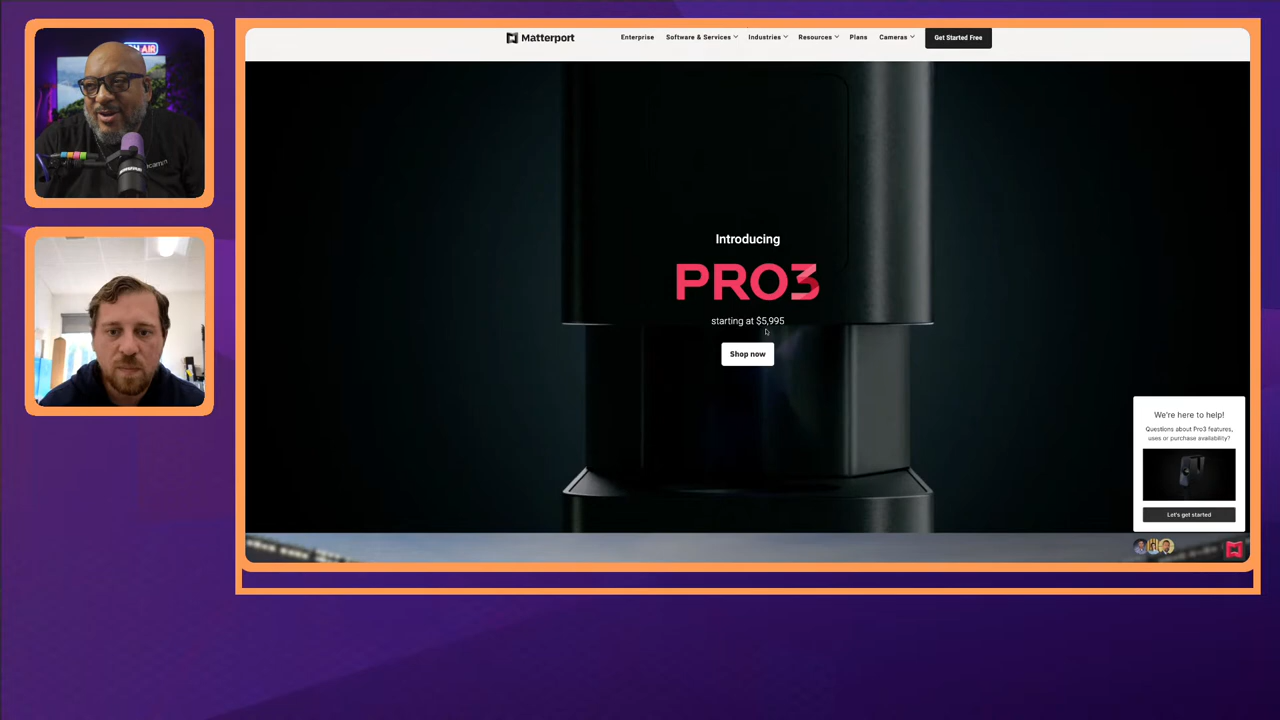 AIR
ecamm
Matterport
Enterprise
Software & Services
Industries
Resources
Plans
Cameras
Get Started Free
Introducing
PRO3
starting at $5,995
Shop now
We're here to help!
Questions about Pro3 features,
uses or purchase availability?
Let's get started